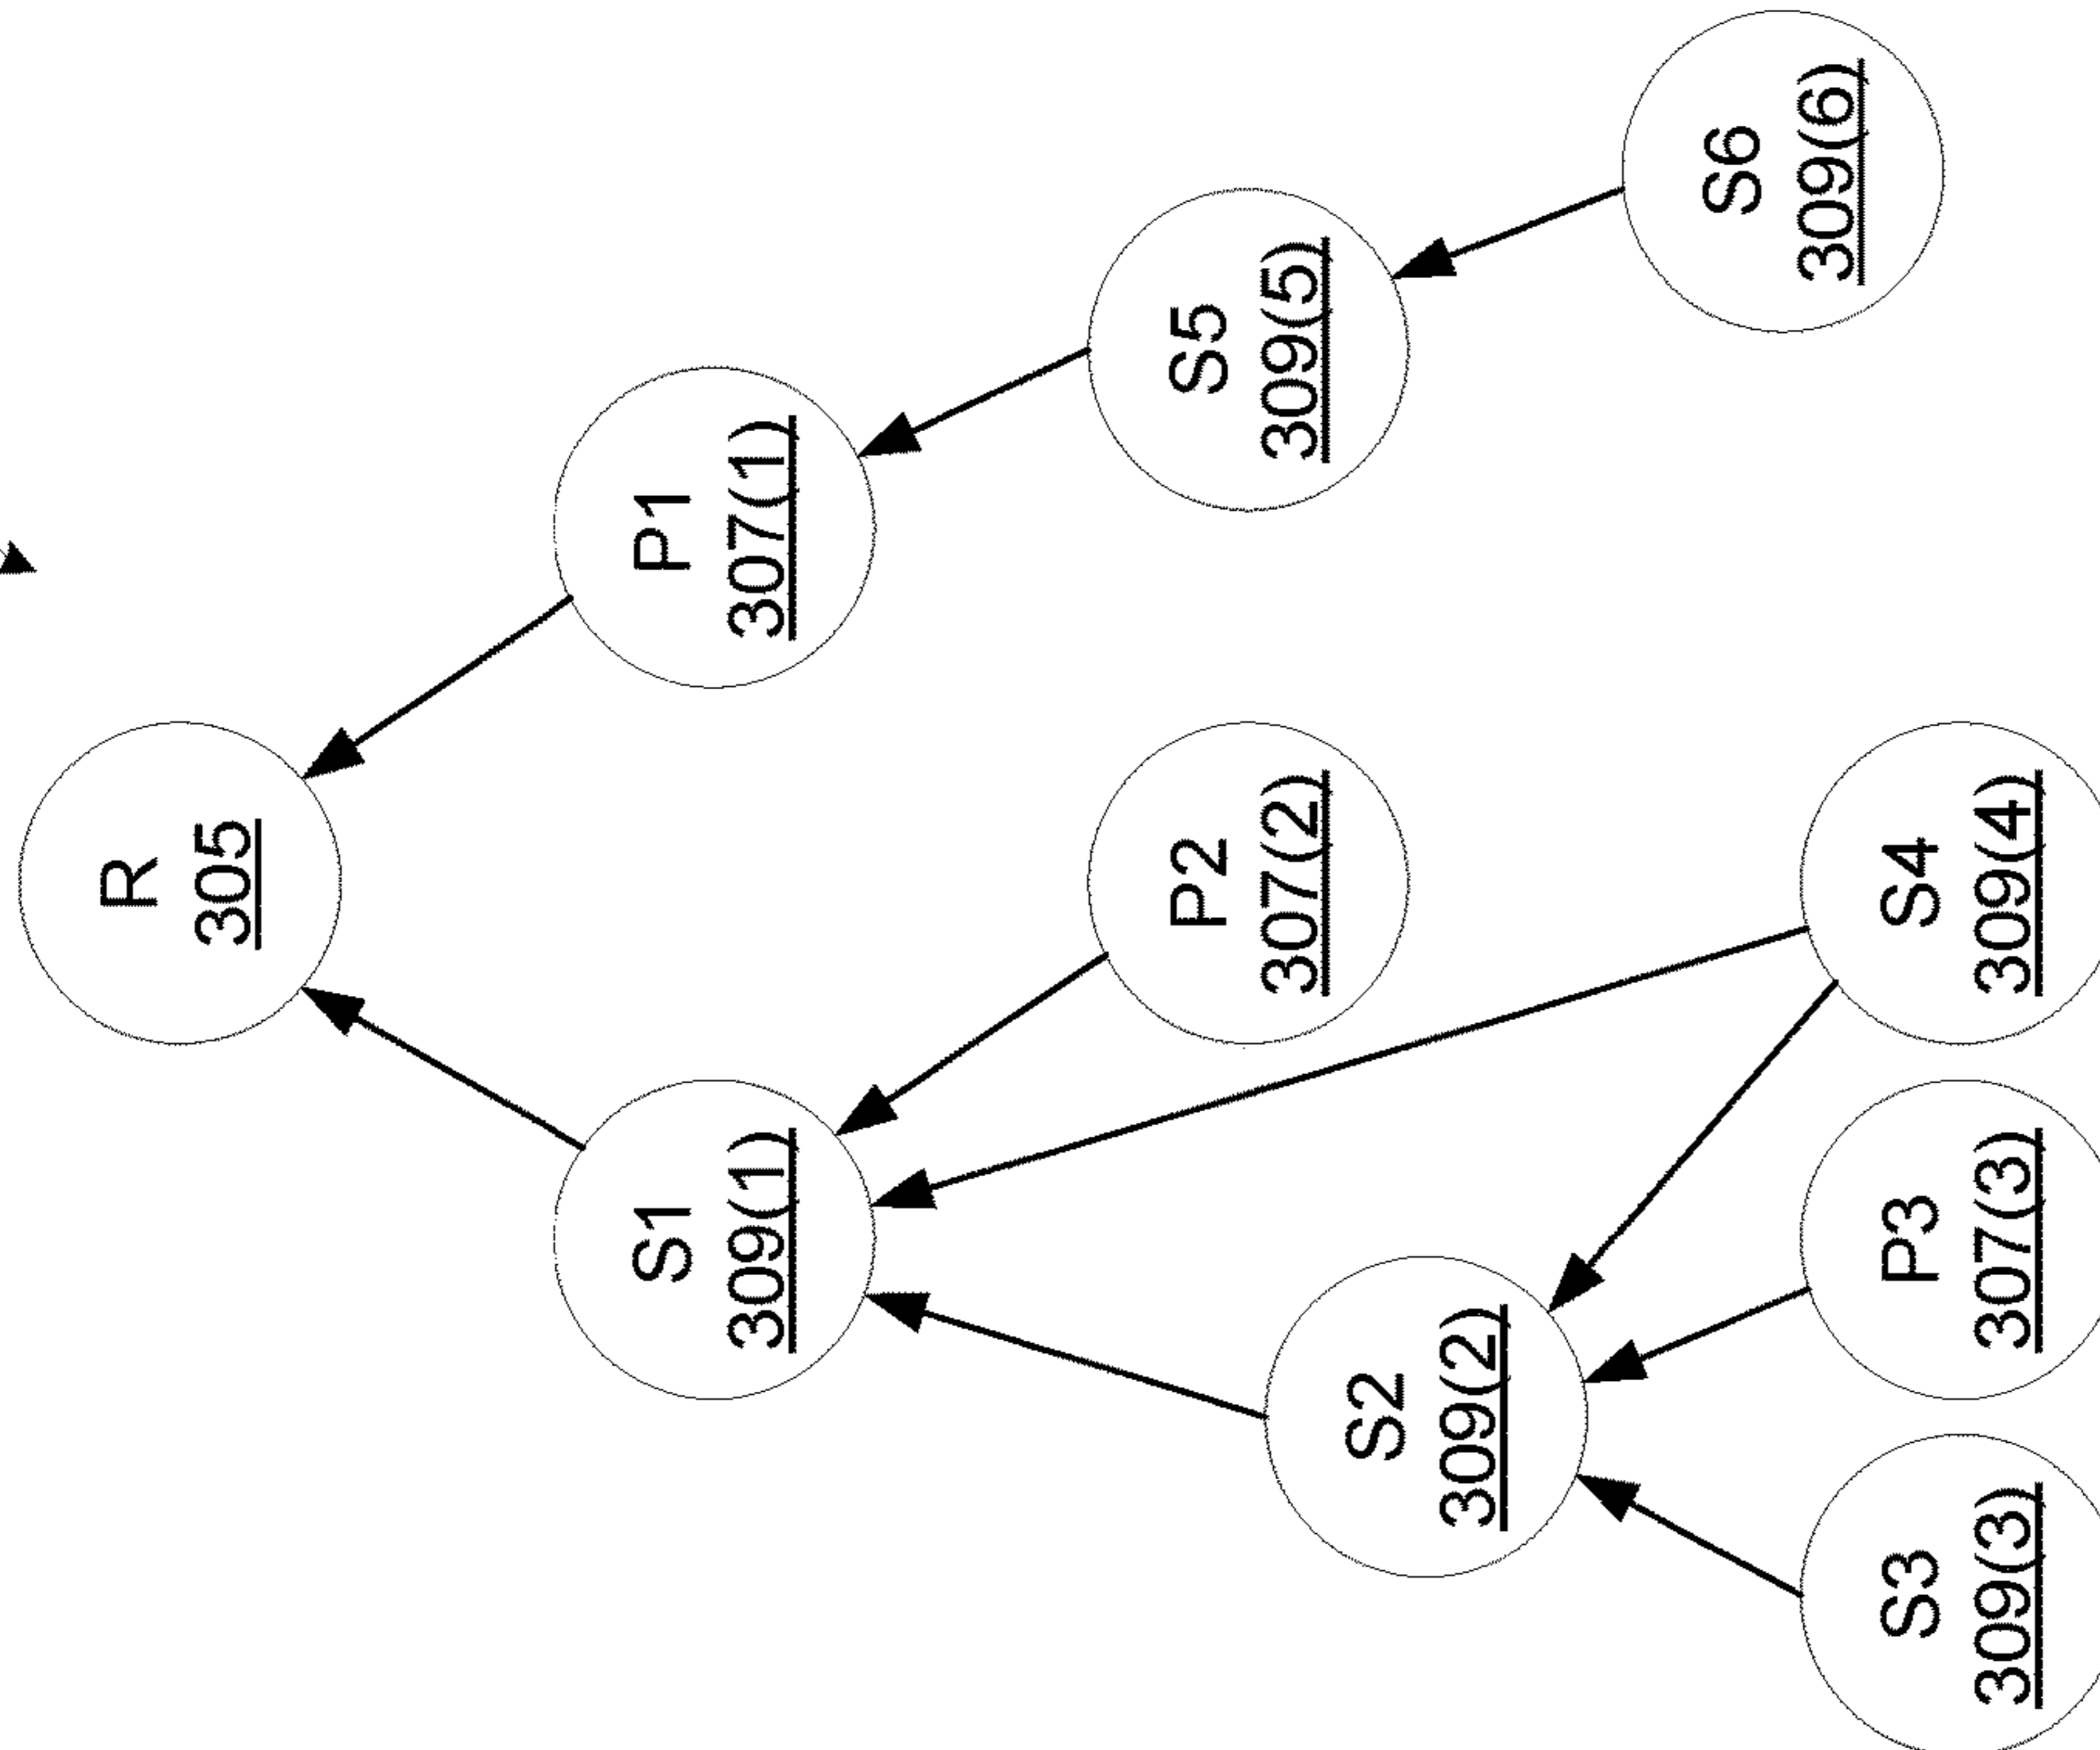 R
305
S1
309(1)
P1
307(1)
P2
307(2)
S5
309(5)
S2
309(2)
S6
309(6)
S3
309(3)
P3
307(3)
S4
309(4)